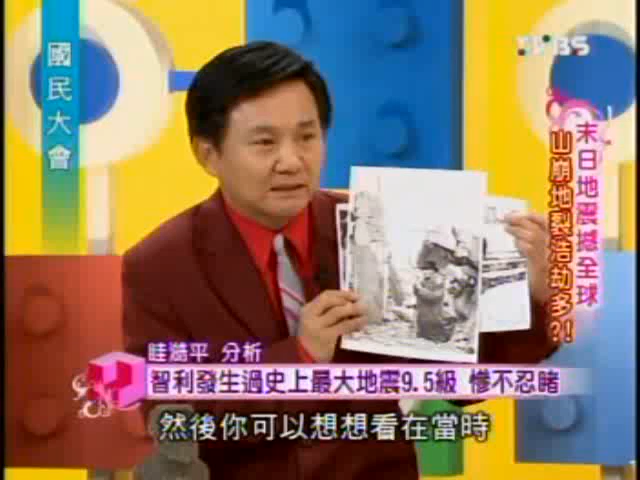 國民大會
TVBS
末日地震撼全球
山崩地裂浩劫多?!
眭澔平 分析
智利發生過史上最大地震9.5級 慘不忍睹
然後你可以想想看在當時